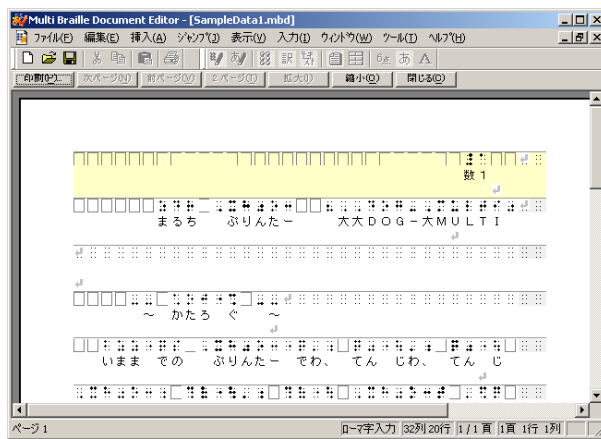 Multi Braille Document Editor - [SampleData1.mbd]
ファイル(F) 編集(E) 挿入(A) ジャンプ(J) 表示(V) 入力(I) ウィンドウ(W) ツール(T) ヘルプ(H)
6点 あ A
印刷(P)... 次ページ(N) 前ページ(V) 2ページ(T) 拡大(I) 縮小(O) 閉じる(C)
数1
まるち ぷりんたー 大大DOG-大MULTI
~ かたろ ぐ ~
いまま での ぷりんたー でわ、 てん じわ、 てん じ
ページ 1 ローマ字入力 32列 20行 1/1 頁 1頁 1行 1列